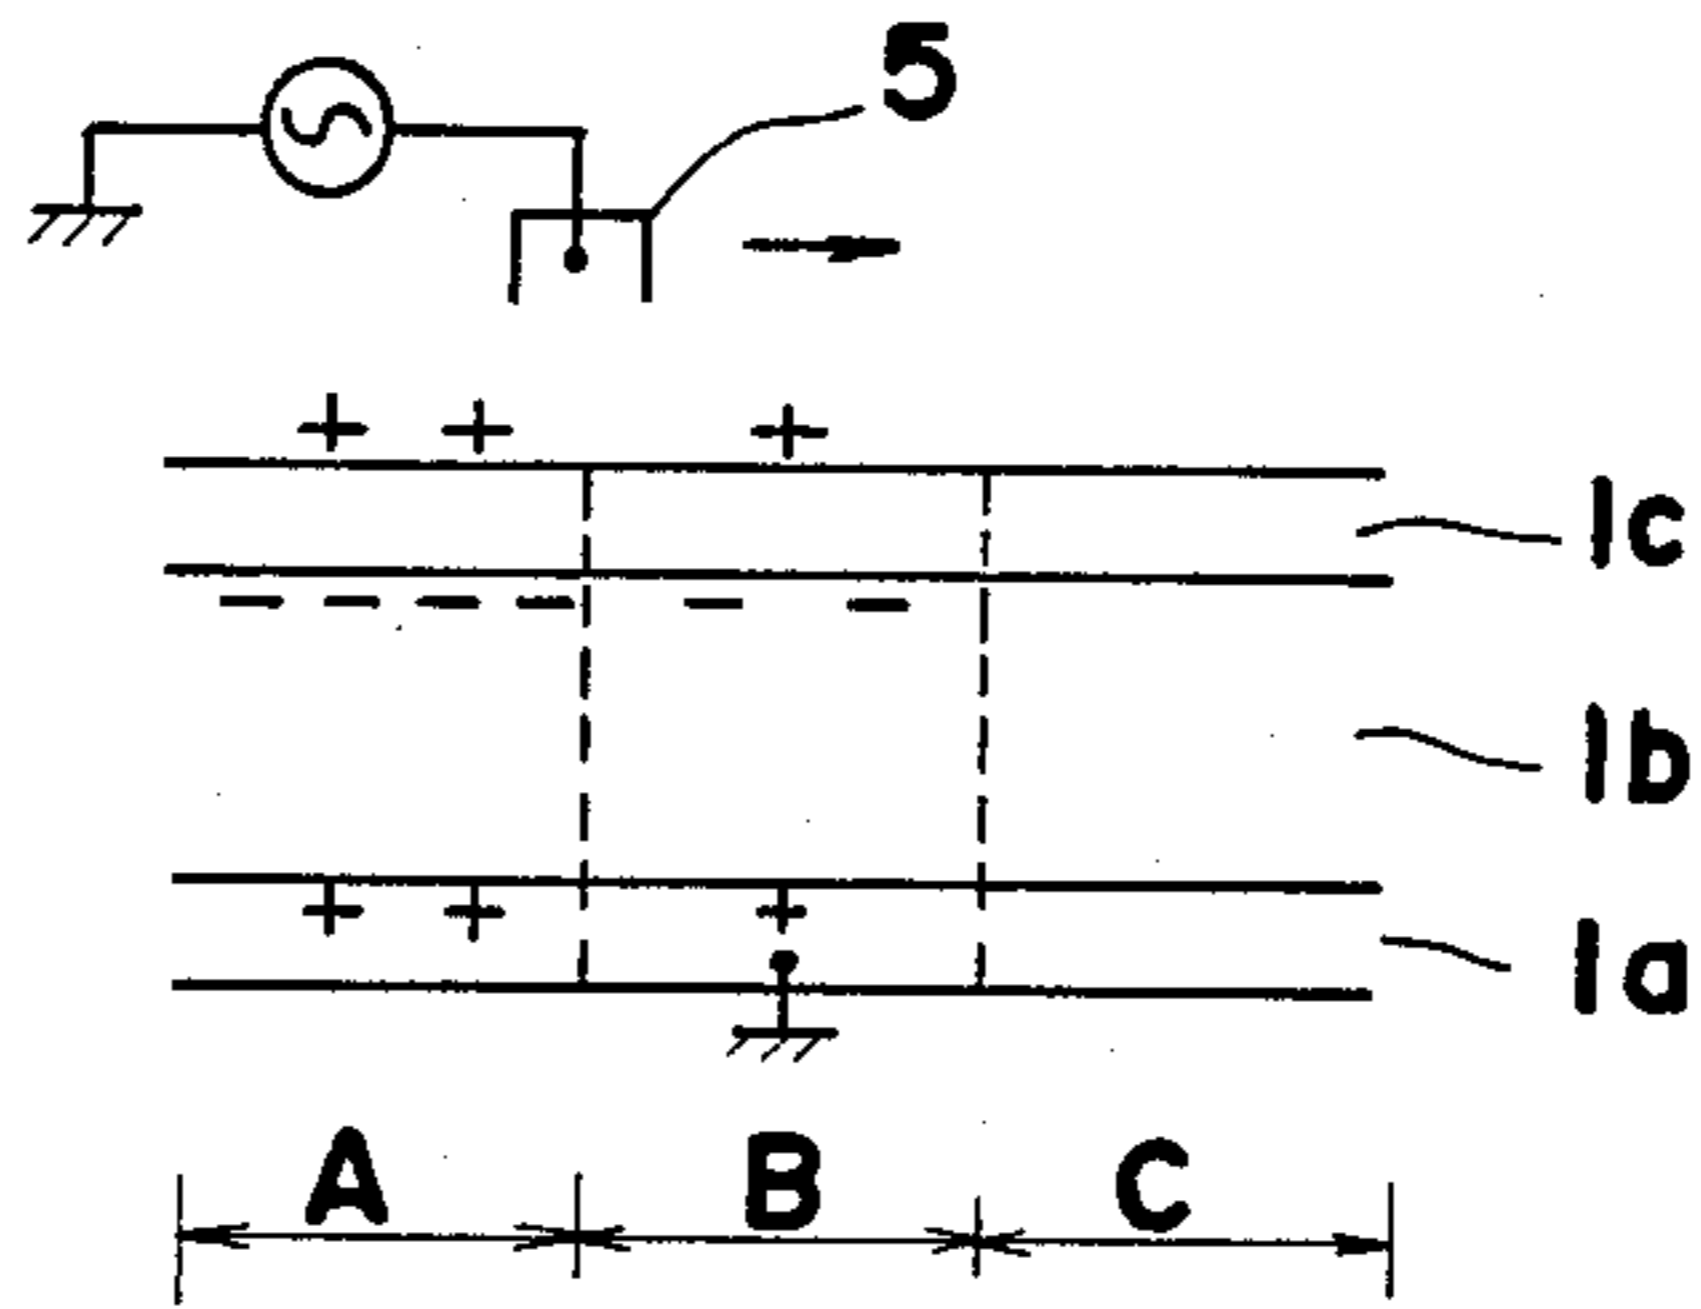 5
+ + +
1c
— — — — — —
1b
+ + +
1a
A B C